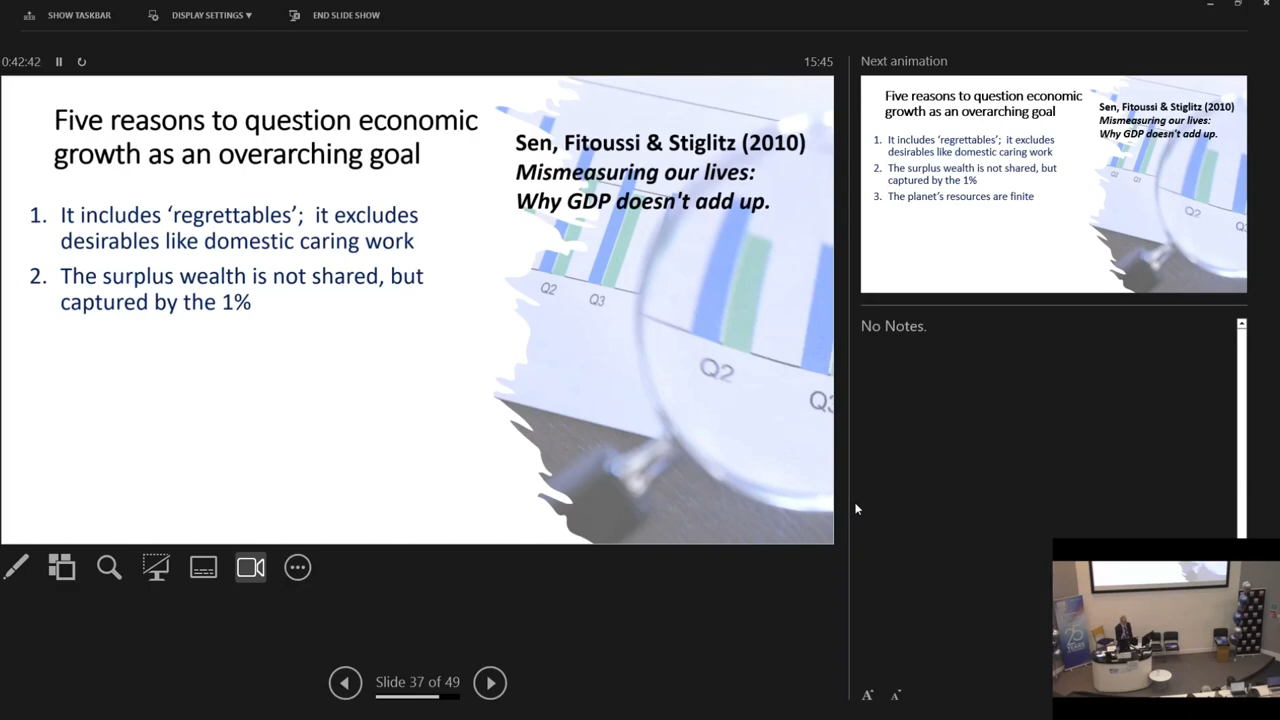 SHOW TASKBAR
DISPLAY SETTINGS ▾
END SLIDE SHOW
0:42:42
15:45
Five reasons to question economic
growth as an overarching goal
1. It includes ‘regrettables’;  it excludes
desirables like domestic caring work
2. The surplus wealth is not shared, but
captured by the 1%
Sen, Fitoussi & Stiglitz (2010)
Mismeasuring our lives:
Why GDP doesn't add up.
Q2
Q3
Q2
Q3
Slide 37 of 49
Next animation
Five reasons to question economic
growth as an overarching goal
1. It includes ‘regrettables’;  it excludes
desirables like domestic caring work
2. The surplus wealth is not shared, but
captured by the 1%
3. The planet’s resources are finite
Sen, Fitoussi & Stiglitz (2010)
Mismeasuring our lives:
Why GDP doesn't add up.
Q2
Q3
No Notes.
A
A
25
YEARS